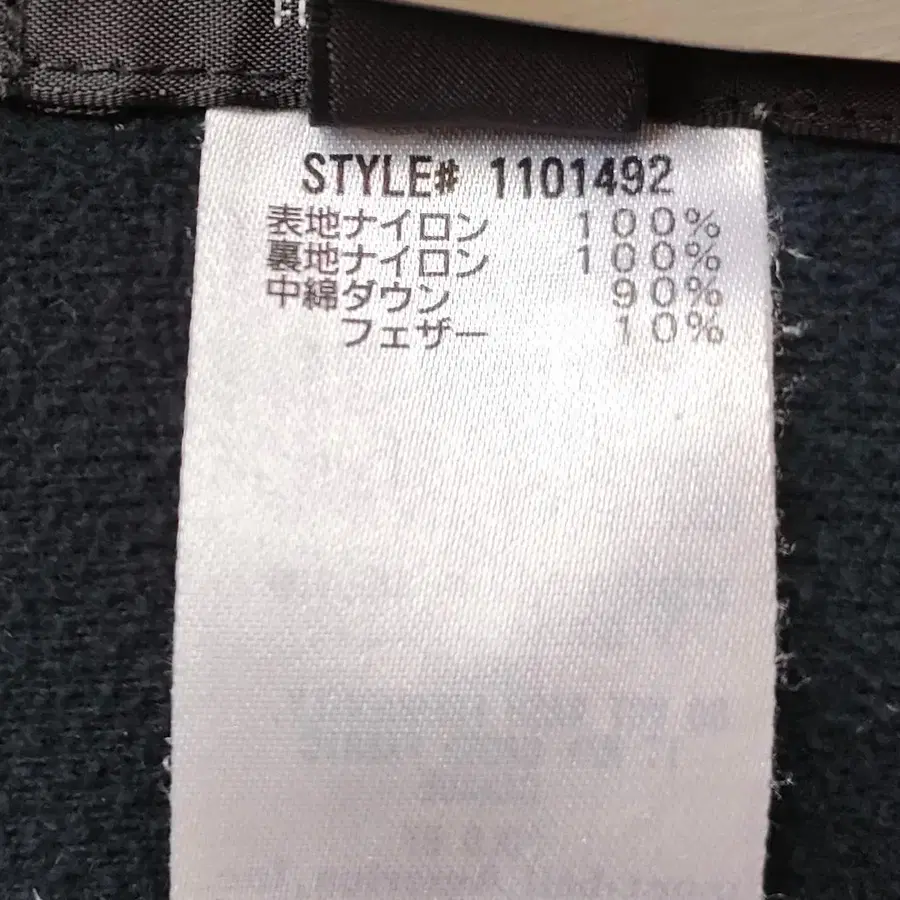 STYLE# 1101492
表地ナイロン 100%
裏地ナイロン 100%
中綿ダウン 90%
フェザー 10%